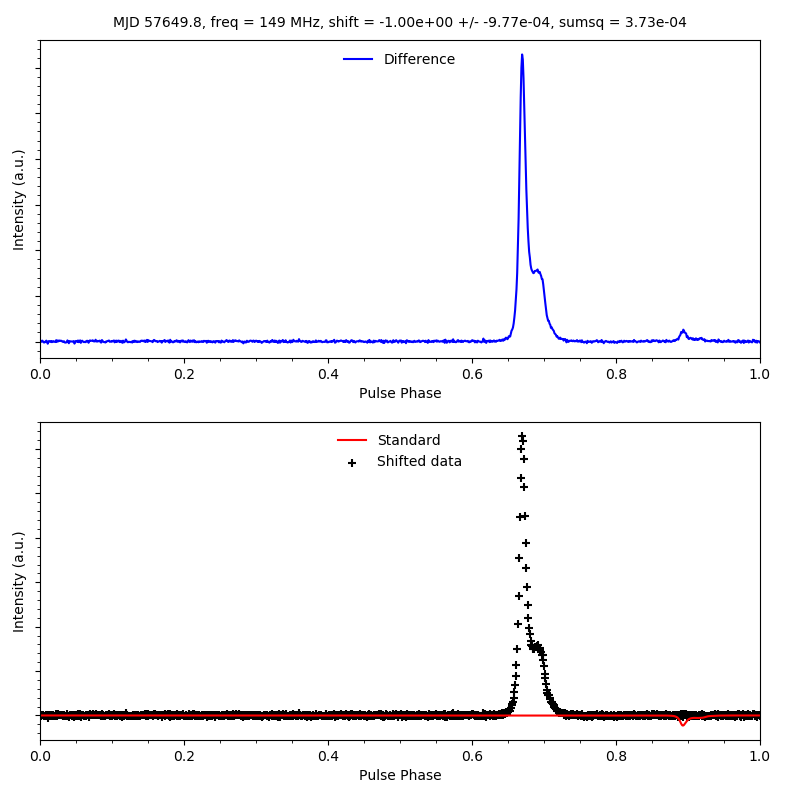 MJD 57649.8, freq = 149 MHz, shift = -1.00e+00 +/- -9.77e-04, sumsq = 3.73e-04
Difference
Intensity (a.u.)
0.0 0.2 0.4 0.6 0.8 1.0
Pulse Phase
Standard
Shifted data
Intensity (a.u.)
0.0 0.2 0.4 0.6 0.8 1.0
Pulse Phase